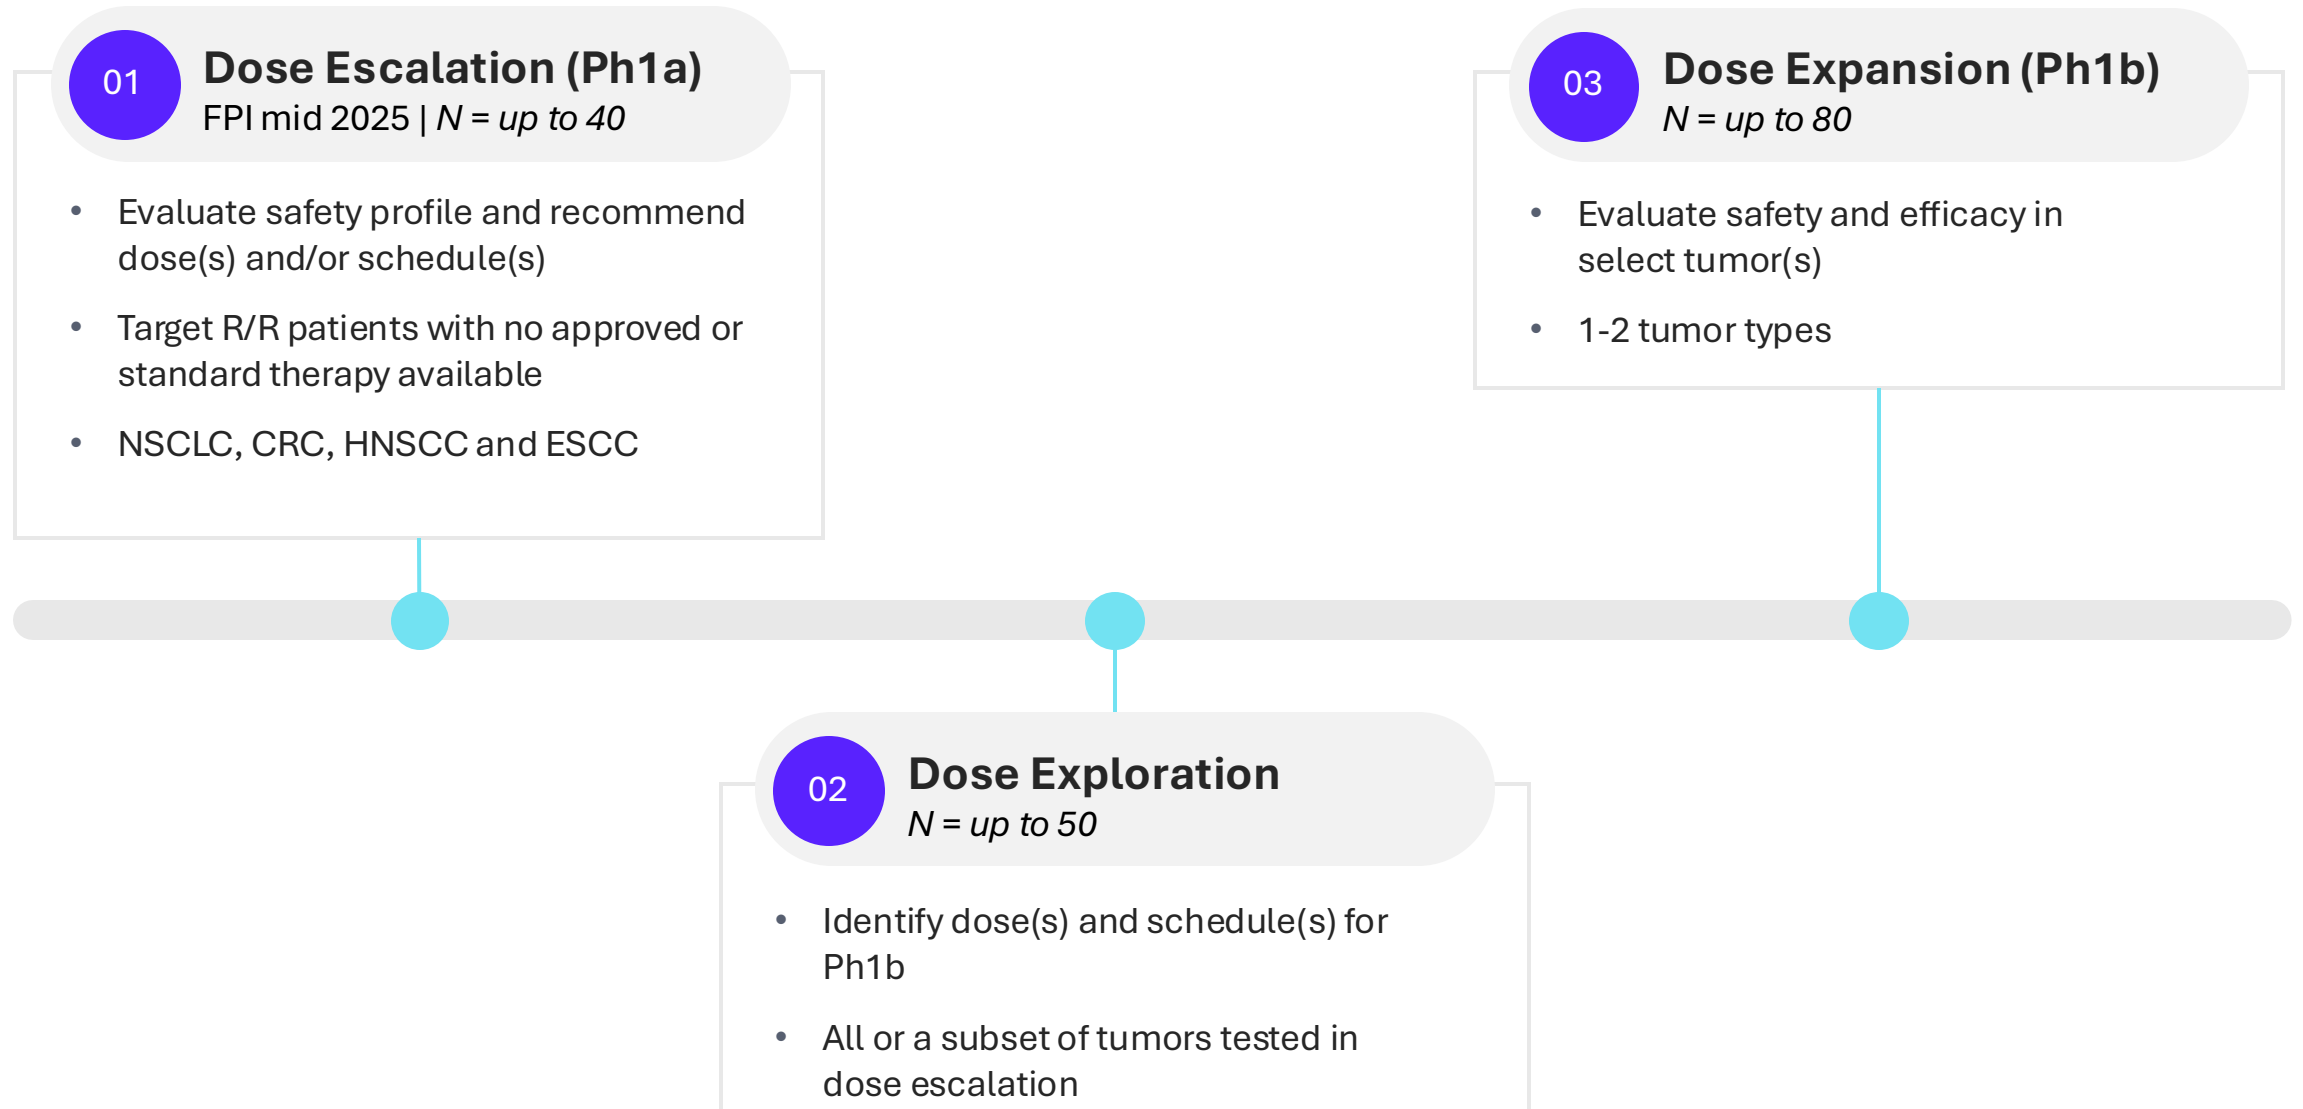 01
Dose Escalation (Ph1a)
FPI mid 2025 | N = up to 40
• Evaluate safety profile and recommend
dose(s) and/or schedule(s)
• Target R/R patients with no approved or
standard therapy available
• NSCLC, CRC, HNSCC and ESCC
02
Dose Exploration
N = up to 50
• Identify dose(s) and schedule(s) for
Ph1b
• All or a subset of tumors tested in
dose escalation
03
Dose Expansion (Ph1b)
N = up to 80
• Evaluate safety and efficacy in
select tumor(s)
• 1-2 tumor types